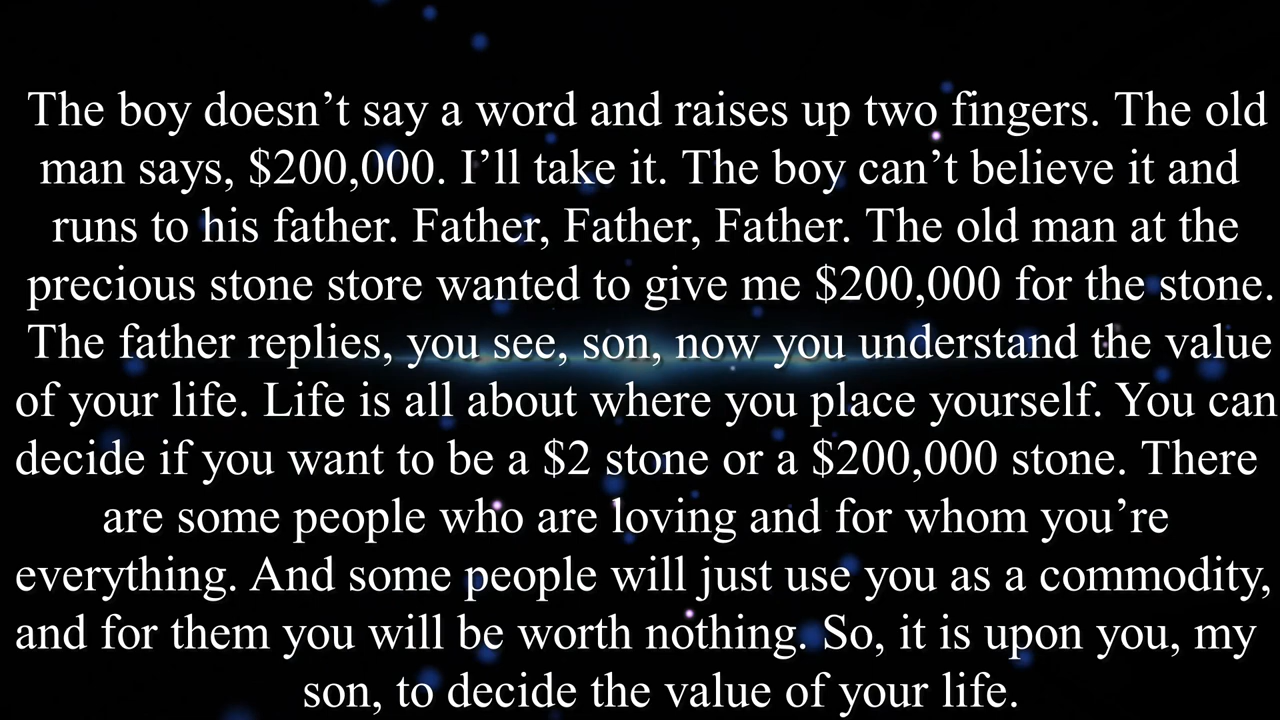 The boy doesn’t say a word and raises up two fingers. The old
man says, $200,000. I’ll take it. The boy can’t believe it and
runs to his father. Father, Father, Father. The old man at the
precious stone store wanted to give me $200,000 for the stone.
The father replies, you see, son, now you understand the value
of your life. Life is all about where you place yourself. You can
decide if you want to be a $2 stone or a $200,000 stone. There
are some people who are loving and for whom you’re
everything. And some people will just use you as a commodity,
and for them you will be worth nothing. So, it is upon you, my
son, to decide the value of your life.